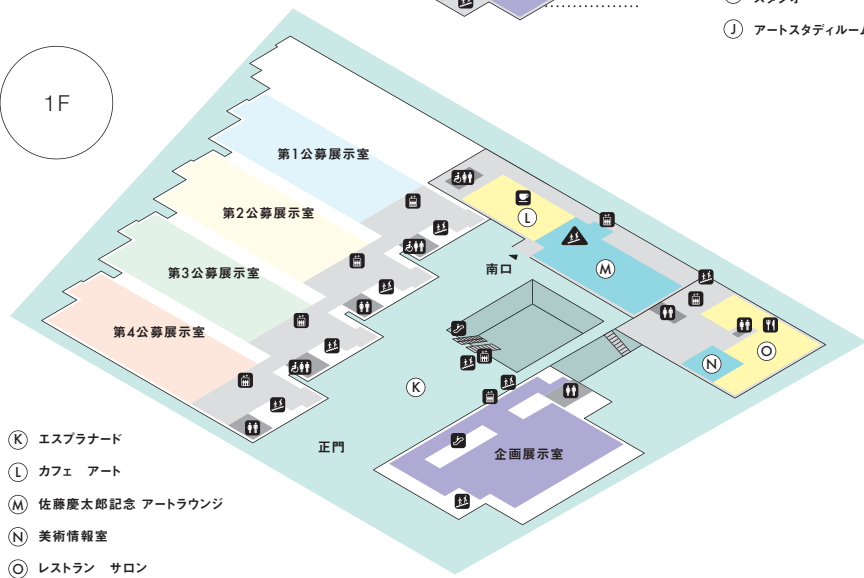 スタジオ
J アートスタディルーム
1F
第1公募展示室
第2公募展示室
L
第3公募展示室
南口
M
第4公募展示室
N
O
K
正門
企画展示室
K エスプラナード
L カフェ アート
M 佐藤慶太郎記念 アートラウンジ
N 美術情報室
O レストラン サロン